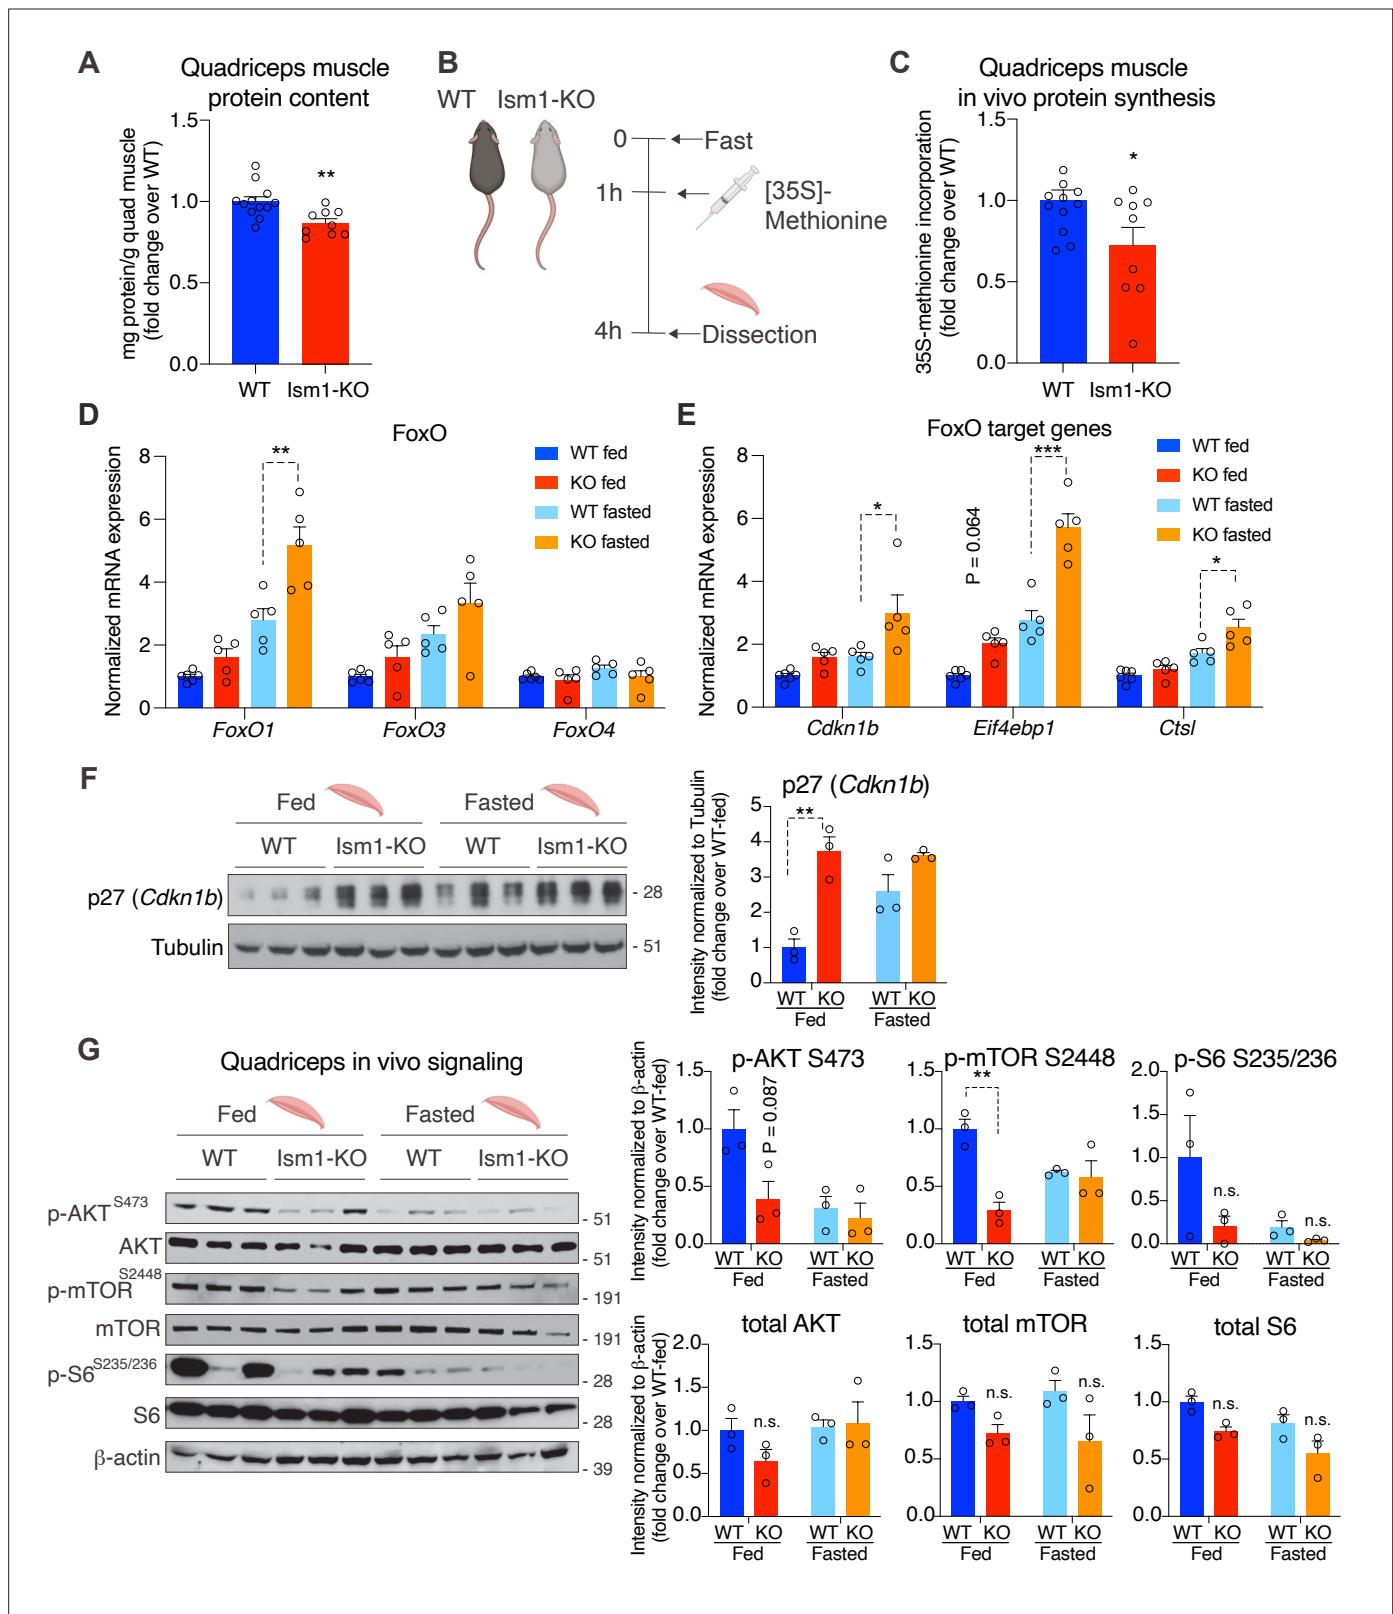 A
Quadriceps muscle
protein content
mg protein/g quad muscle
(fold change over WT)
1.5
1.0
0.5
0.0
**
WT Ism1-KO
B
WT Ism1-KO
0
Fast
1h
[35S]-
Methionine
4h
Dissection
C
Quadriceps muscle
in vivo protein synthesis
35S-methionine incorporation
(fold change over WT)
1.5
1.0
0.5
0.0
*
WT Ism1-KO
D
FoxO
Normalized mRNA expression
8
6
4
2
0
**
WT fed
KO fed
WT fasted
KO fasted
FoxO1 FoxO3 FoxO4
E
FoxO target genes
Normalized mRNA expression
8
6
4
2
0
*
P = 0.064
***
*
WT fed
KO fed
WT fasted
KO fasted
Cdkn1b Eif4ebp1 Ctsl
F
Fed Fasted
WT Ism1-KO WT Ism1-KO
p27 (Cdkn1b)
- 28
Tubulin
- 51
p27 (Cdkn1b)
Intensity normalized to Tubulin
(fold change over WT-fed)
5
4
3
2
1
0
**
WT KO WT KO
Fed Fasted
G
Quadriceps in vivo signaling
Fed Fasted
WT Ism1-KO WT Ism1-KO
p-AKT S473
- 51
AKT
- 51
p-mTOR S2448
- 191
mTOR
- 191
p-S6 S235/236
- 28
S6
- 28
β-actin
- 39
p-AKT S473
Intensity normalized to β-actin
(fold change over WT-fed)
1.5
1.0
0.5
0.0
P = 0.087
WT KO WT KO
Fed Fasted
p-mTOR S2448
1.5
1.0
0.5
0.0
**
WT KO WT KO
Fed Fasted
p-S6 S235/236
2.0
1.5
1.0
0.5
0.0
n.s.
n.s.
WT KO WT KO
Fed Fasted
total AKT
Intensity normalized to β-actin
(fold change over WT-fed)
2.0
1.5
1.0
0.5
0.0
n.s.
WT KO WT KO
Fed Fasted
total mTOR
1.5
1.0
0.5
0.0
n.s.
n.s.
WT KO WT KO
Fed Fasted
total S6
1.5
1.0
0.5
0.0
n.s.
n.s.
WT KO WT KO
Fed Fasted